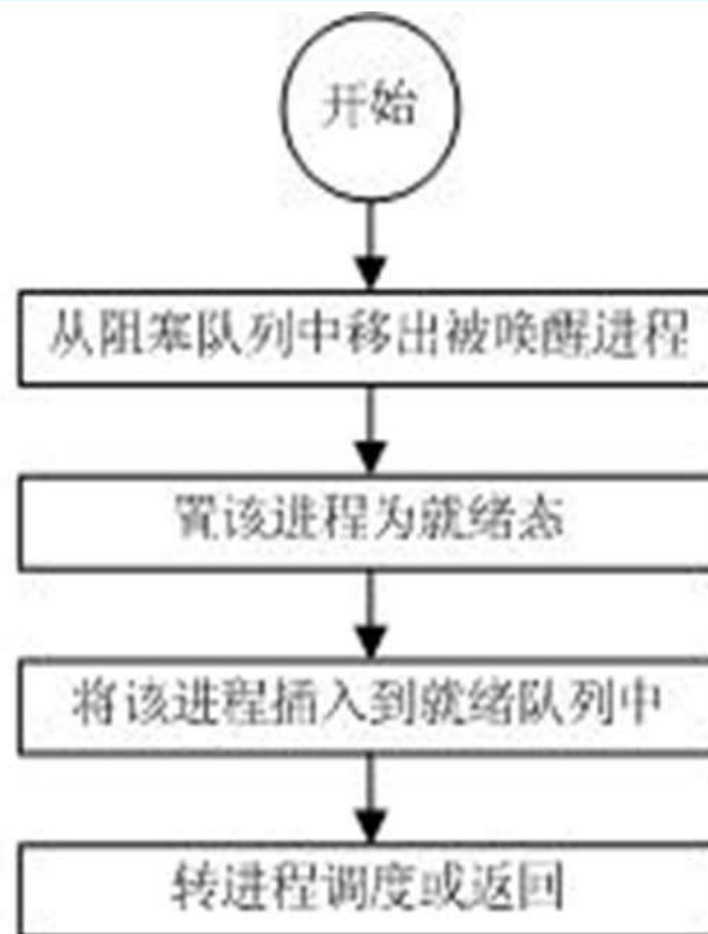 开始
从阻塞队列中移出被唤醒进程
置该进程为就绪态
将该进程插入到就绪队列中
转进程调度或返回